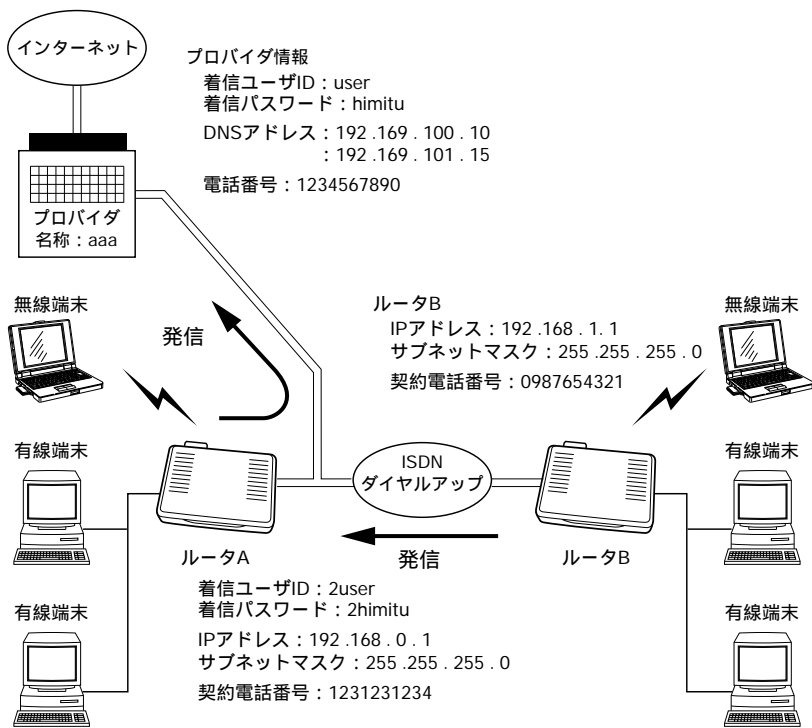 インターネット
プロバイダ情報
着信ユーザID：user
着信パスワード：himitu
DNSアドレス：192 .169 . 100 . 10
：192 .169 . 101 . 15
電話番号：1234567890
プロバイダ
名称：aaa
無線端末
発信
ルータB
IPアドレス：192 .168 . 1. 1
サブネットマスク：255 .255 . 255 . 0
契約電話番号：0987654321
無線端末
有線端末
ISDN
ダイヤルアップ
有線端末
ルータA
発信
ルータB
着信ユーザID：2user
着信パスワード：2himitu
IPアドレス：192 .168 . 0 . 1
サブネットマスク：255 .255 . 255 . 0
契約電話番号：1231231234
有線端末
有線端末